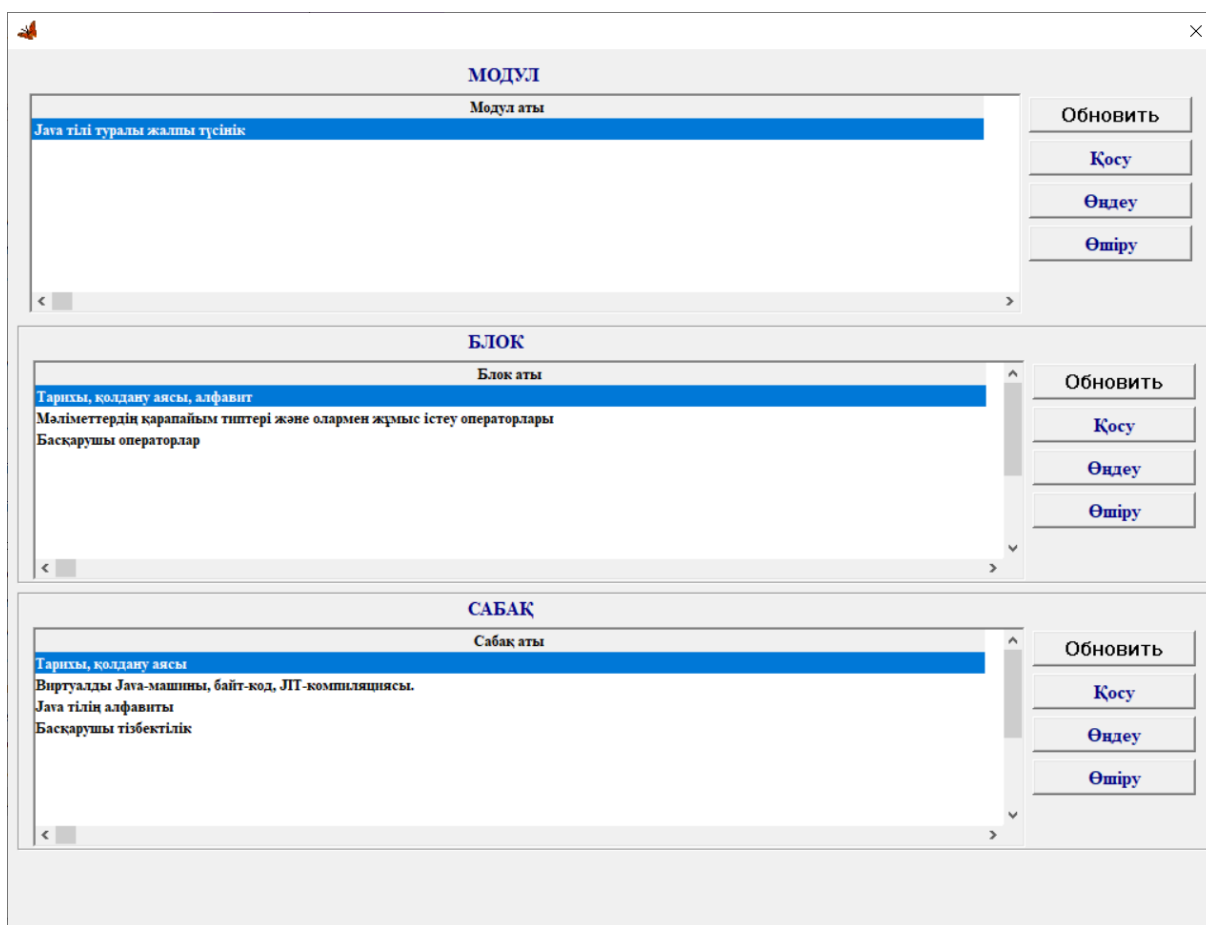 МОДУЛ
Модул аты
Java тілі туралы жалпы түсінік
Обновить
Қосу
Өңдеу
Өшіру
БЛОК
Блок аты
Тарихы, қолдану аясы, алфавит
Мәліметтердің қарапайым типтері және олармен жұмыс істеу операторлары
Басқарушы операторлар
Обновить
Қосу
Өңдеу
Өшіру
САБАҚ
Сабақ аты
Тарихы, қолдану аясы
Виртуалды Java-машины, байт-код, JIT-компиляциясы.
Java тілің алфавиты
Басқарушы тізбектілік
Обновить
Қосу
Өңдеу
Өшіру